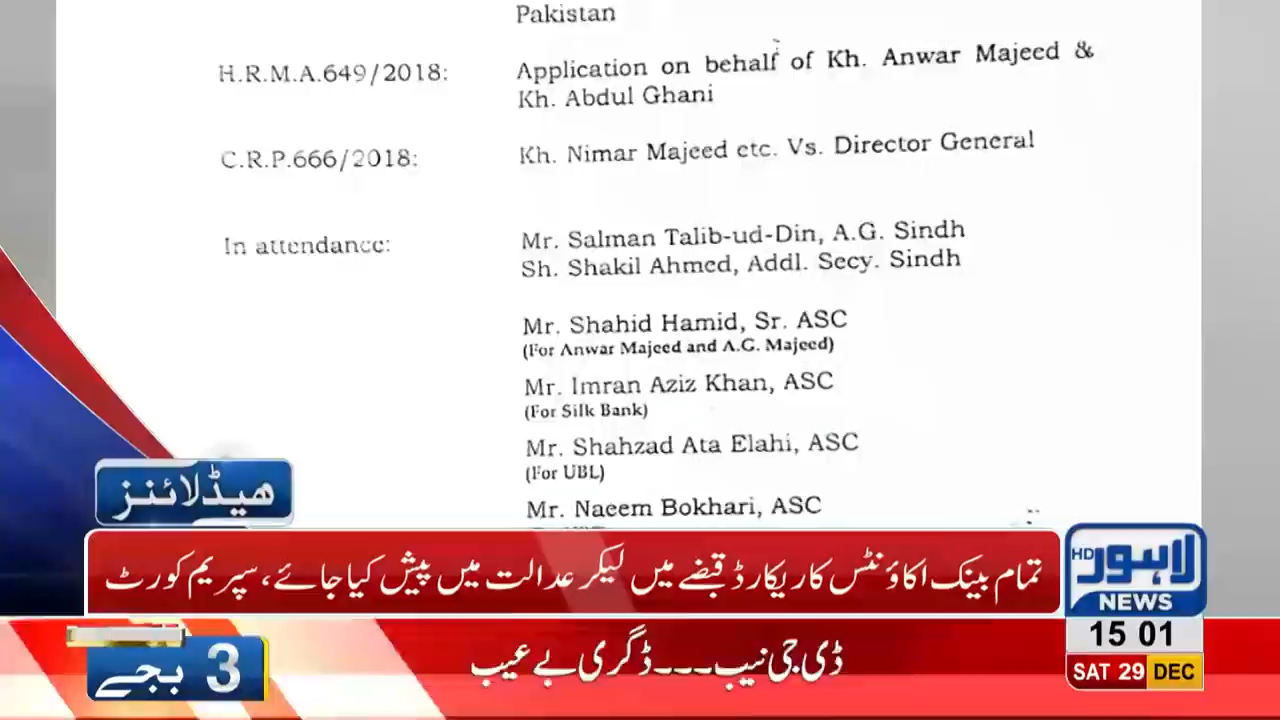 Pakistan
H.R.M.A.649/2018: Application on behalf of Kh. Anwar Majeed &
Kh. Abdul Ghani
C.R.P.666/2018: Kh. Nimar Majeed etc. Vs. Director General
In attendance: Mr. Salman Talib-ud-Din, A.G. Sindh
Sh. Shakil Ahmed, Addl. Secy. Sindh
Mr. Shahid Hamid, Sr. ASC
(For Anwar Majeed and A.G. Majeed)
Mr. Imran Aziz Khan, ASC
(For Silk Bank)
Mr. Shahzad Ata Elahi, ASC
(For UBL)
Mr. Naeem Bokhari, ASC
ہیڈلائنز
تمام بینک اکاؤنٹس کا ریکارڈ قبضے میں لیکر عدالت میں پیش کیا جائے، سپریم کورٹ
لاہور HD
NEWS
15 01
SAT 29 DEC
3 بجے
ڈی جی نیب۔۔۔ڈگری بے عیب